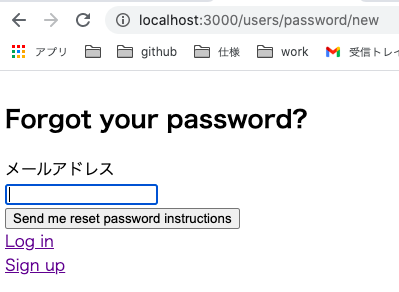 localhost:3000/users/password/new
アプリ github 仕様 work 受信トレイ
Forgot your password?
メールアドレス
Send me reset password instructions
Log in
Sign up